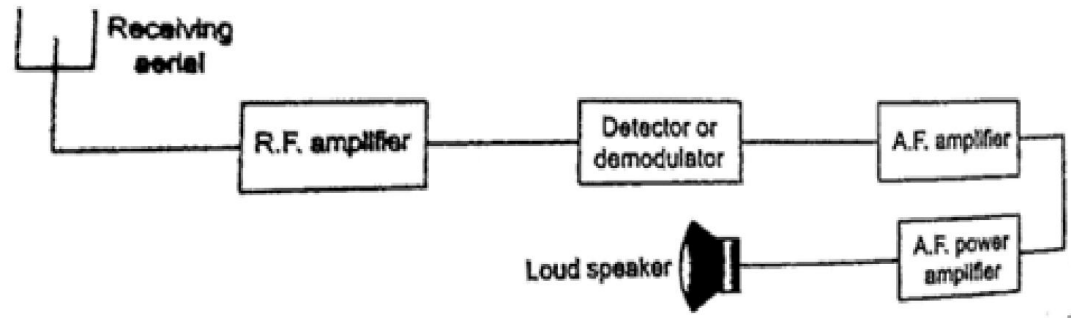 Receiving
aerial
R.F. amplifier
Detector or
demodulator
A.F. amplifier
A.F. power
amplifier
Loud speaker